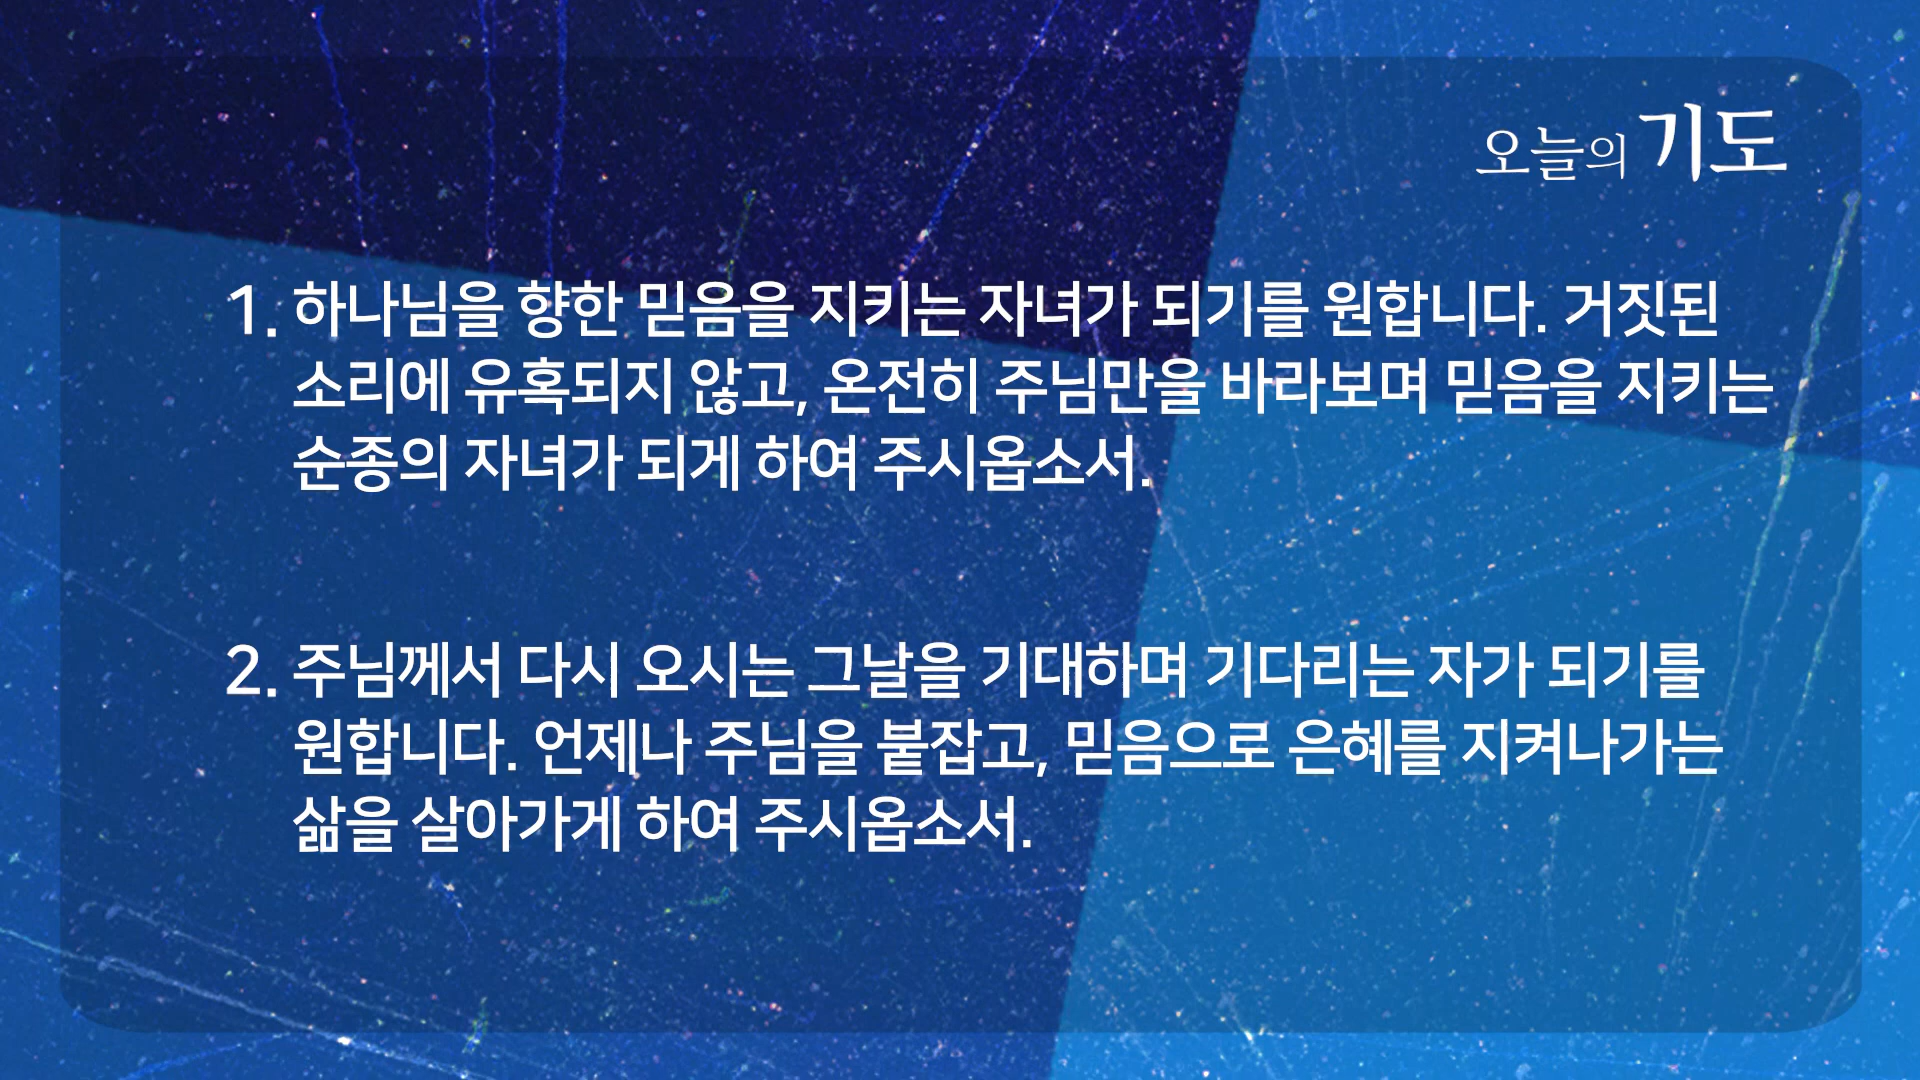 오늘의 기도
1. 하나님을 향한 믿음을 지키는 자녀가 되기를 원합니다. 거짓된
소리에 유혹되지 않고, 온전히 주님만을 바라보며 믿음을 지키는
순종의 자녀가 되게 하여 주시옵소서.
2. 주님께서 다시 오시는 그날을 기대하며 기다리는 자가 되기를
원합니다. 언제나 주님을 붙잡고, 믿음으로 은혜를 지켜나가는
삶을 살아가게 하여 주시옵소서.